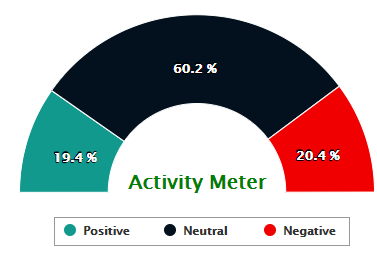 60.2 %
19.4 %
20.4 %
Activity Meter
Positive Neutral Negative